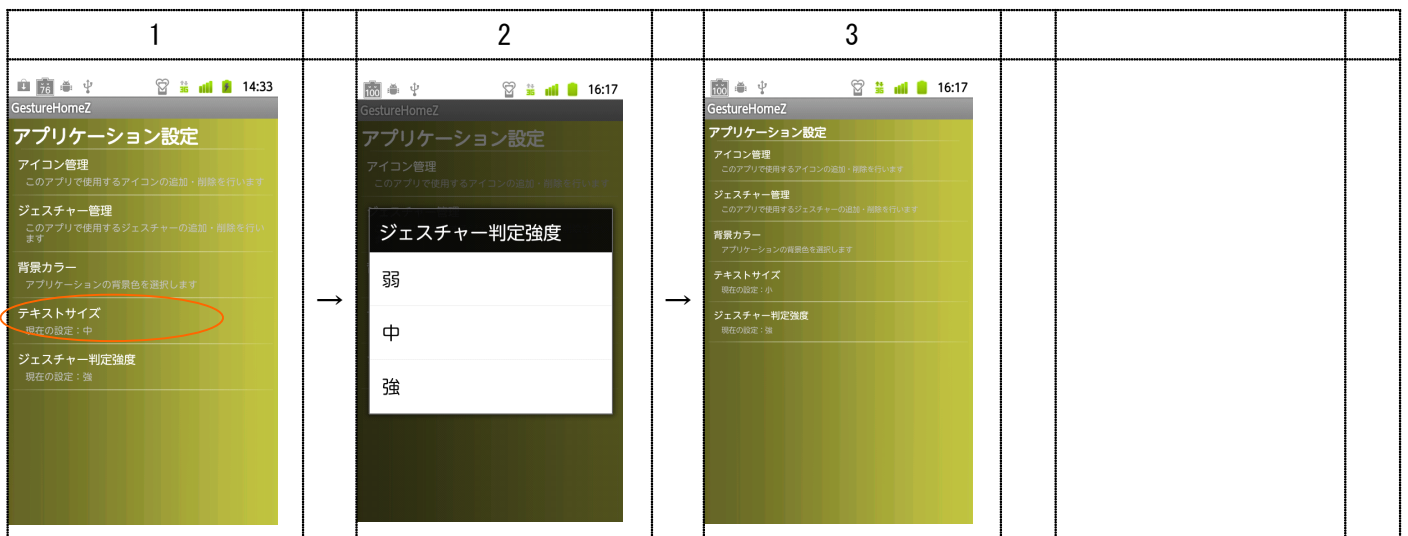 1
2
3
76
14:33
GestureHomeZ
アプリケーション設定
アイコン管理
このアプリで使用するアイコンの追加・削除を行います
ジェスチャー管理
このアプリで使用するジェスチャーの追加・削除を行い
ます
背景カラー
アプリケーションの背景色を選択します
テキストサイズ
現在の設定：中
ジェスチャー判定強度
現在の設定：強
→
100
3G
16:17
GestureHomeZ
アプリケーション設定
アイコン管理
このアプリで使用するアイコンの追加・削除を行います
ジェスチャー判定強度
弱
中
強
→
100
3G
16:17
GestureHomeZ
アプリケーション設定
アイコン管理
このアプリで使用するアイコンの追加・削除を行います
ジェスチャー管理
このアプリで使用するジェスチャーの追加・削除を行います
背景カラー
アプリケーションの背景色を選択します
テキストサイズ
現在の設定：小
ジェスチャー判定強度
現在の設定：強